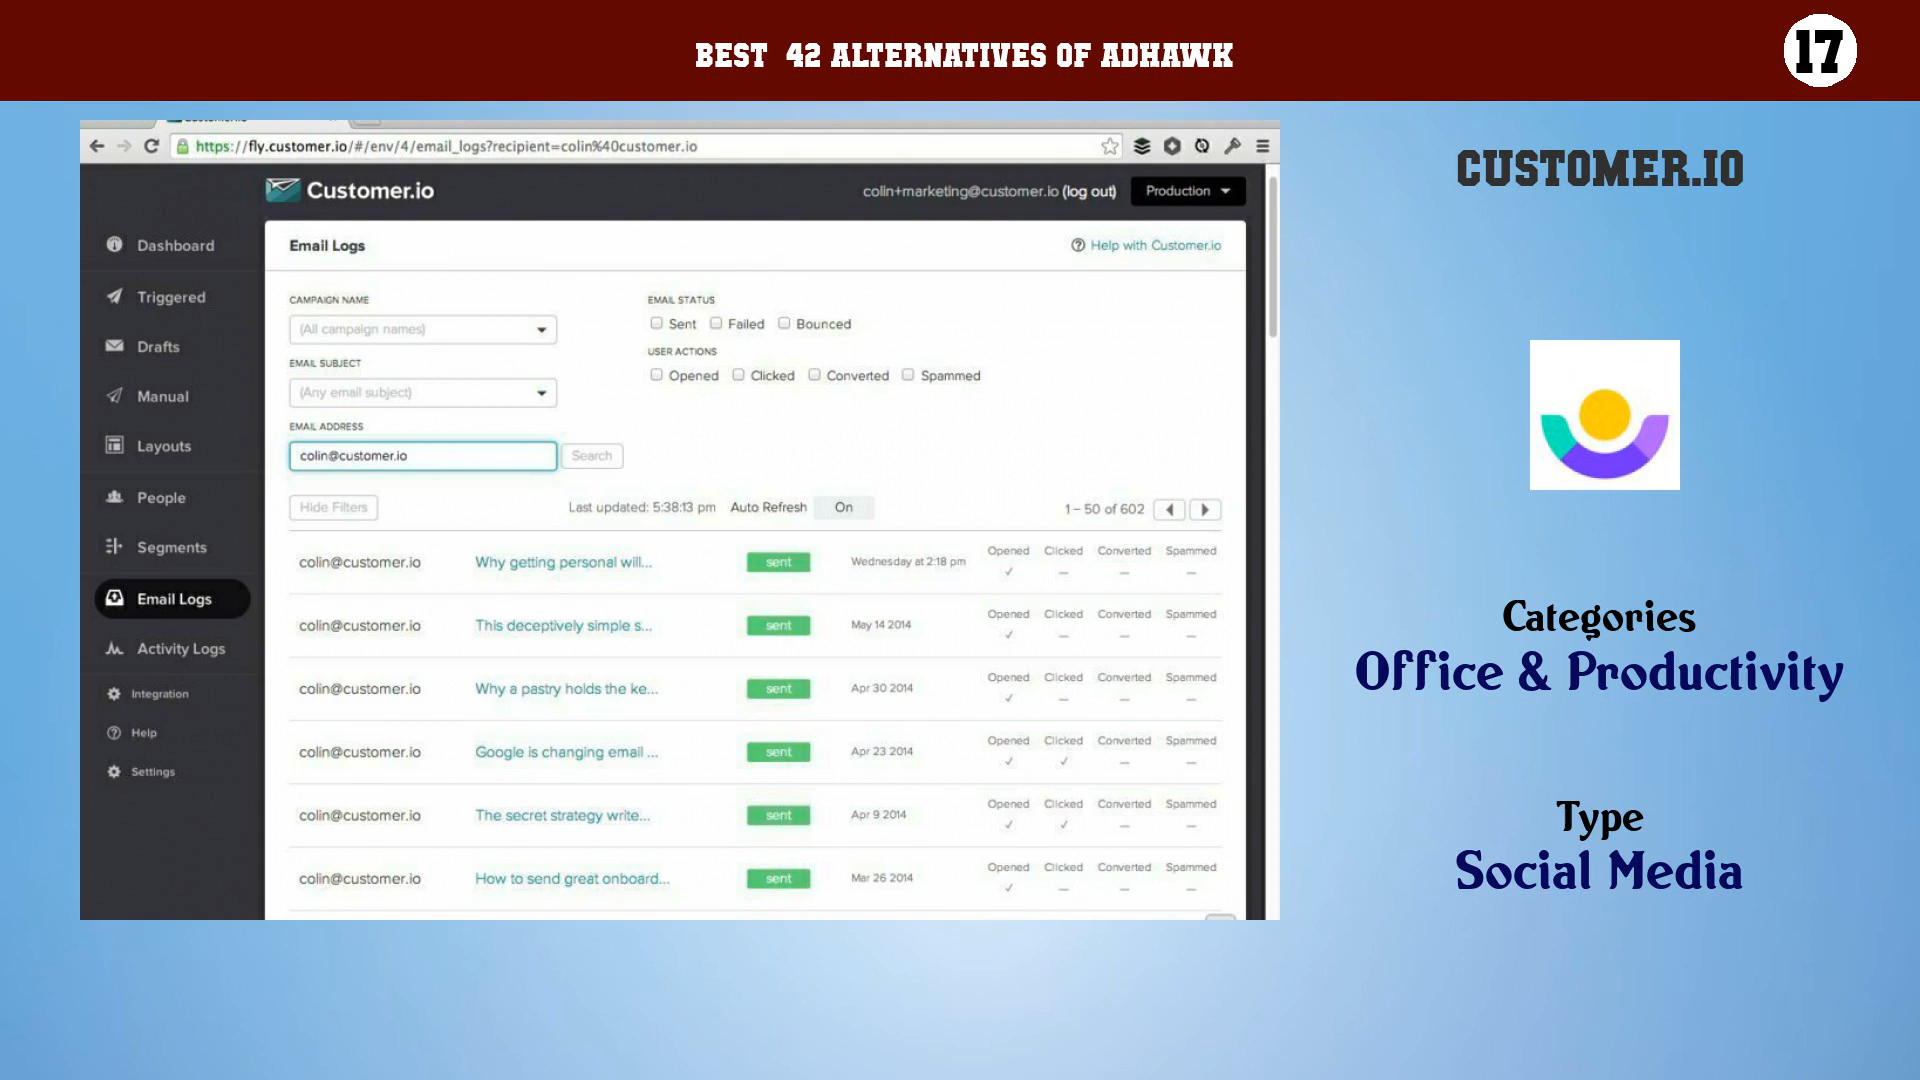 BEST 42 ALTERNATIVES OF ADHAWK
17
https://fly.customer.io/#/env/4/email_logs?recipient=colin%40customer.io
Customer.io
colin+marketing@customer.io (log out)
Production
Dashboard
Triggered
Drafts
Manual
Layouts
People
Segments
Email Logs
Activity Logs
Integration
Help
Settings
Email Logs
Help with Customer.io
CAMPAIGN NAME
(All campaign names)
EMAIL SUBJECT
(Any email subject)
EMAIL ADDRESS
colin@customer.io
Search
EMAIL STATUS
Sent Failed Bounced
USER ACTIONS
Opened Clicked Converted Spammed
Hide Filters
Last updated: 5:38:13 pm Auto Refresh On
1 – 50 of 602
colin@customer.io Why getting personal will... sent Wednesday at 2:18 pm Opened Clicked Converted Spammed
✓ — — —
colin@customer.io This deceptively simple s... sent May 14 2014 Opened Clicked Converted Spammed
✓ — — —
colin@customer.io Why a pastry holds the ke... sent Apr 30 2014 Opened Clicked Converted Spammed
✓ — — —
colin@customer.io Google is changing email ... sent Apr 23 2014 Opened Clicked Converted Spammed
✓ ✓ — —
colin@customer.io The secret strategy write... sent Apr 9 2014 Opened Clicked Converted Spammed
✓ ✓ — —
colin@customer.io How to send great onboard... sent Mar 26 2014 Opened Clicked Converted Spammed
✓ — — —
CUSTOMER.IO
Categories
Office & Productivity
Type
Social Media